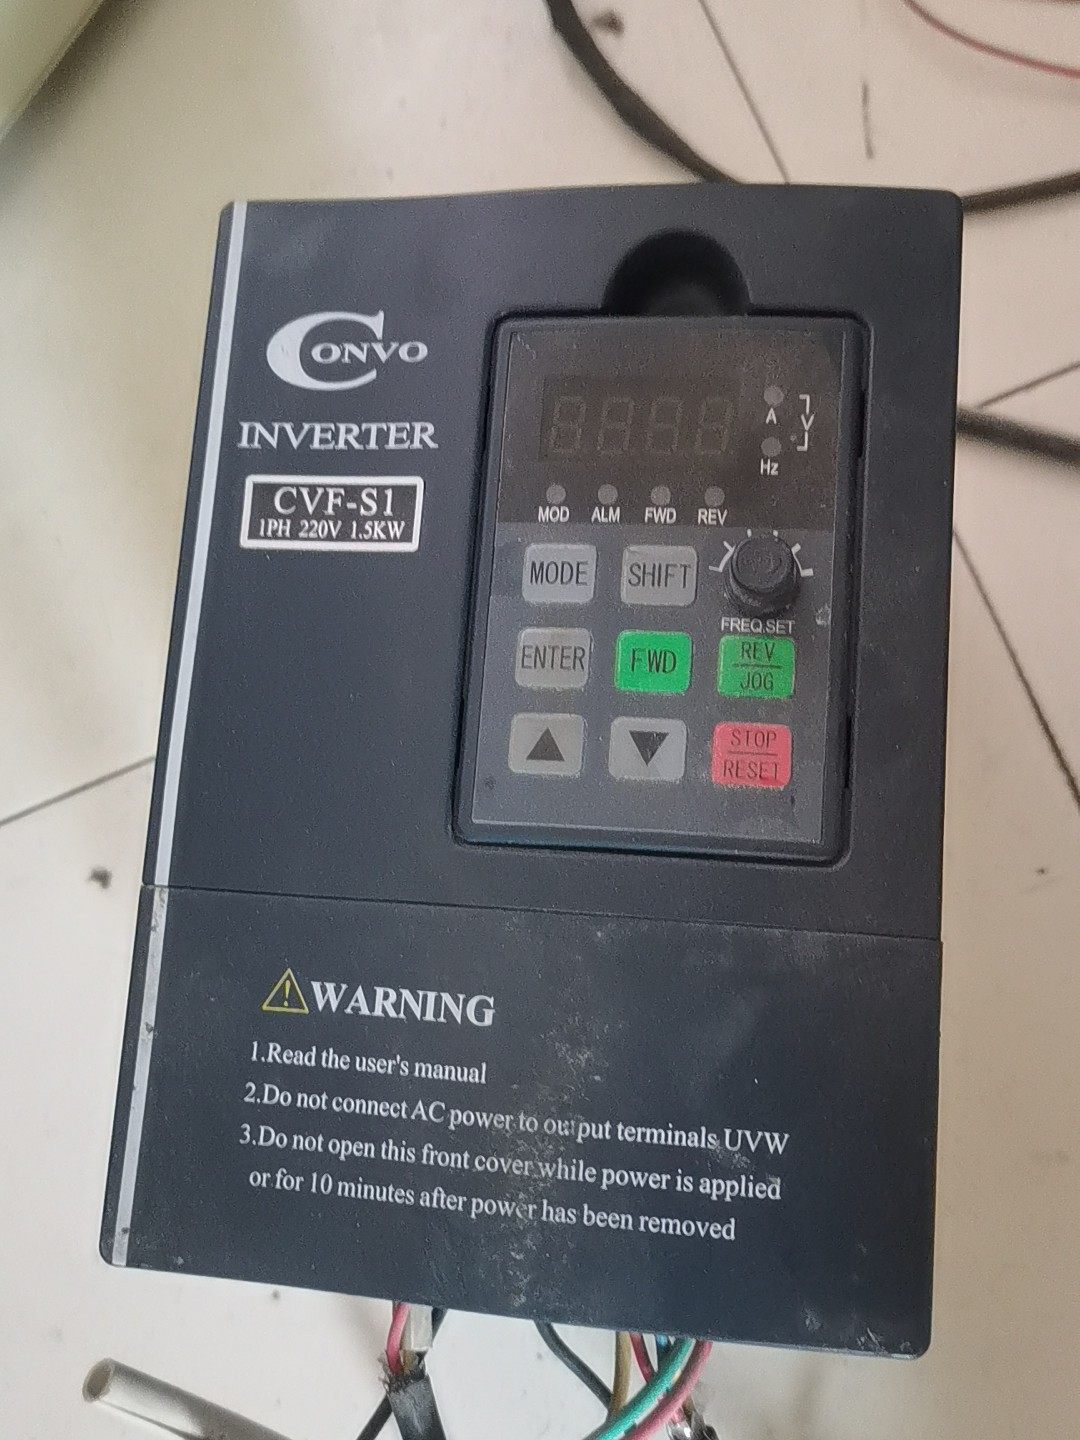 CONVO
INVERTER
CVF-S1
1PH 220V 1.5KW
A
V
Hz
MOD ALM FWD REV
MODE SHIFT
FREQ.SET
ENTER FWD REV
JOG
STOP
RESET
WARNING
1.Read the user's manual
2.Do not connect AC power to output terminals UVW
3.Do not open this front cover while power is applied
or for 10 minutes after power has been removed